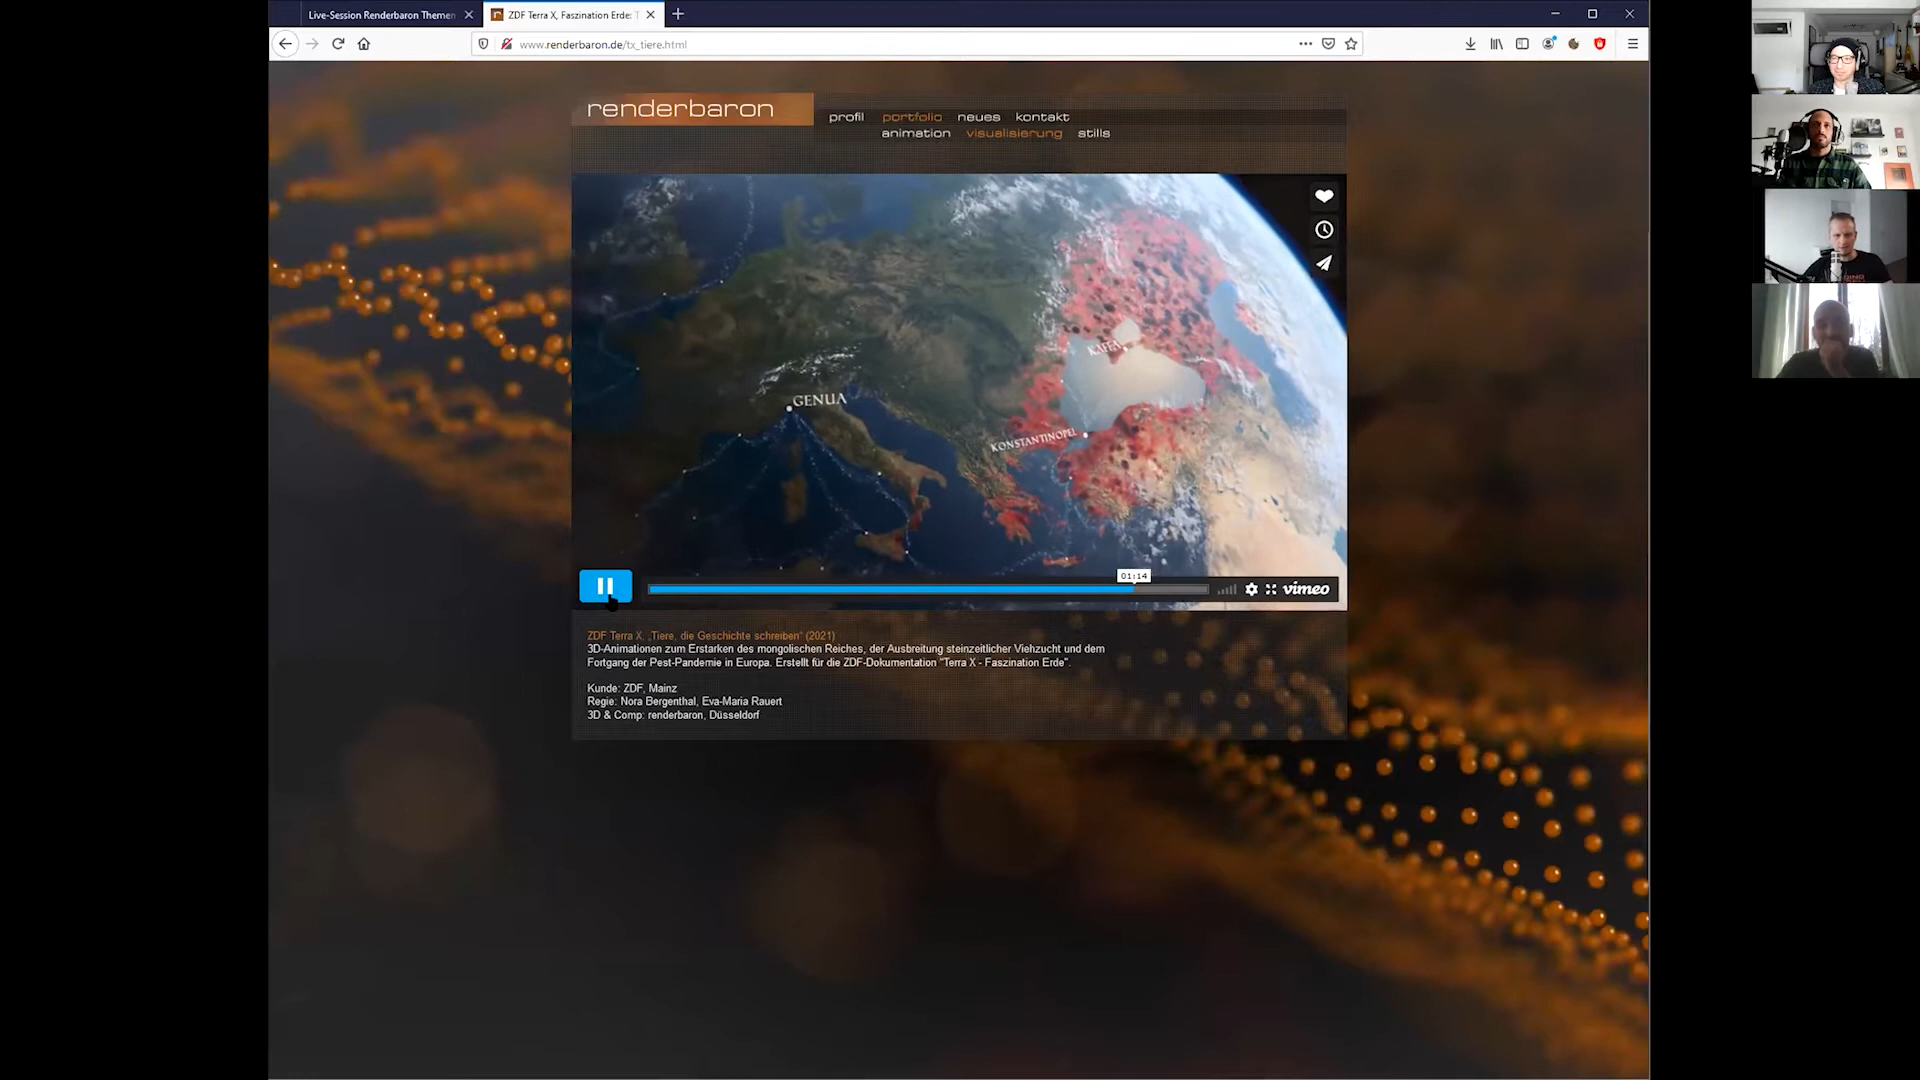 Live-Session Renderbaron Themen
ZDF Terra X, Faszination Erde: T
www.renderbaron.de/tx_tiere.html
renderbaron
profil portfolio neues kontakt
animation visualisierung stills
KAFFA
GENUA
KONSTANTINOPEL
01:14
vimeo
ZDF Terra X, „Tiere, die Geschichte schreiben“ (2021)
3D-Animationen zum Erstarken des mongolischen Reiches, der Ausbreitung steinzeitlicher Viehzucht und dem
Fortgang der Pest-Pandemie in Europa. Erstellt für die ZDF-Dokumentation "Terra X - Faszination Erde".
Kunde: ZDF, Mainz
Regie: Nora Bergenthal, Eva-Maria Rauert
3D & Comp: renderbaron, Düsseldorf